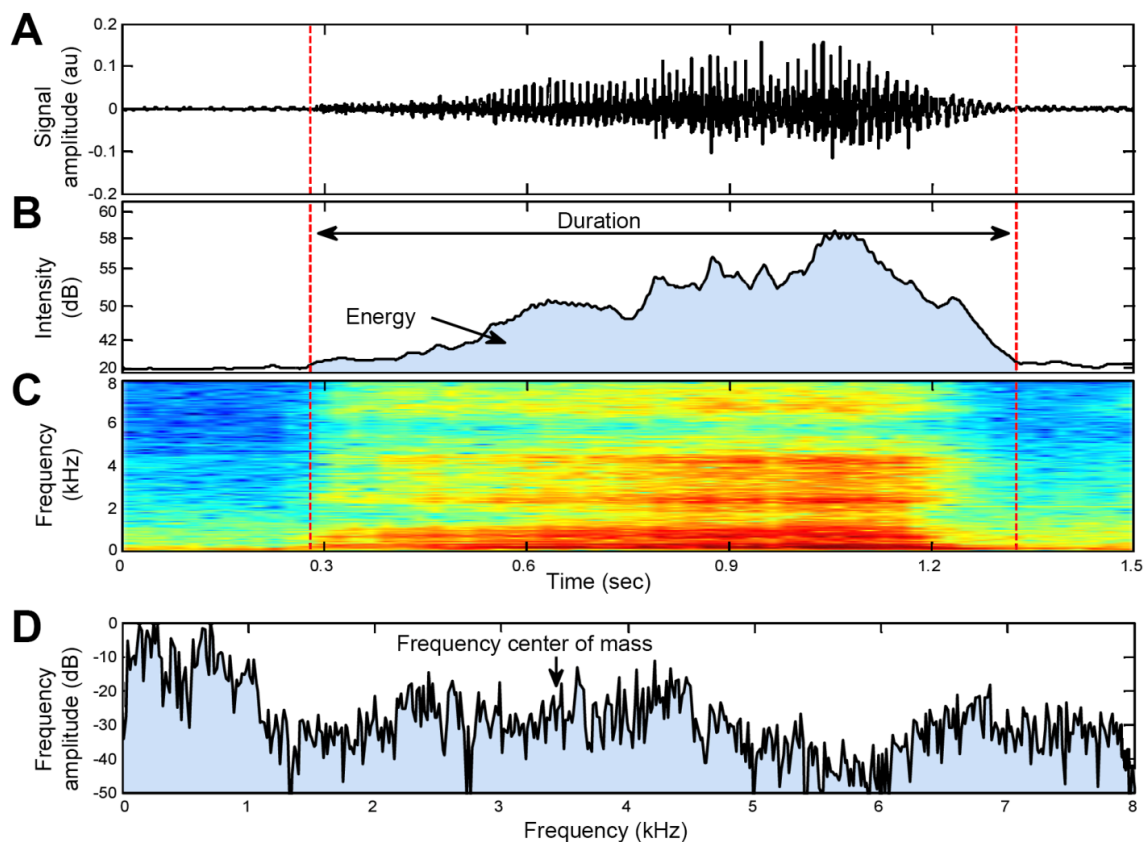 A
Signal
amplitude (au)
0.2
0.1
0
-0.1
-0.2
B
Intensity
(dB)
60
58
55
50
42
20
Duration
Energy
C
Frequency
(kHz)
8
6
4
2
0
0
0.3
0.6
0.9
1.2
1.5
Time (sec)
D
Frequency
amplitude (dB)
0
-10
-20
-30
-40
-50
Frequency center of mass
0
1
2
3
4
5
6
7
8
Frequency (kHz)